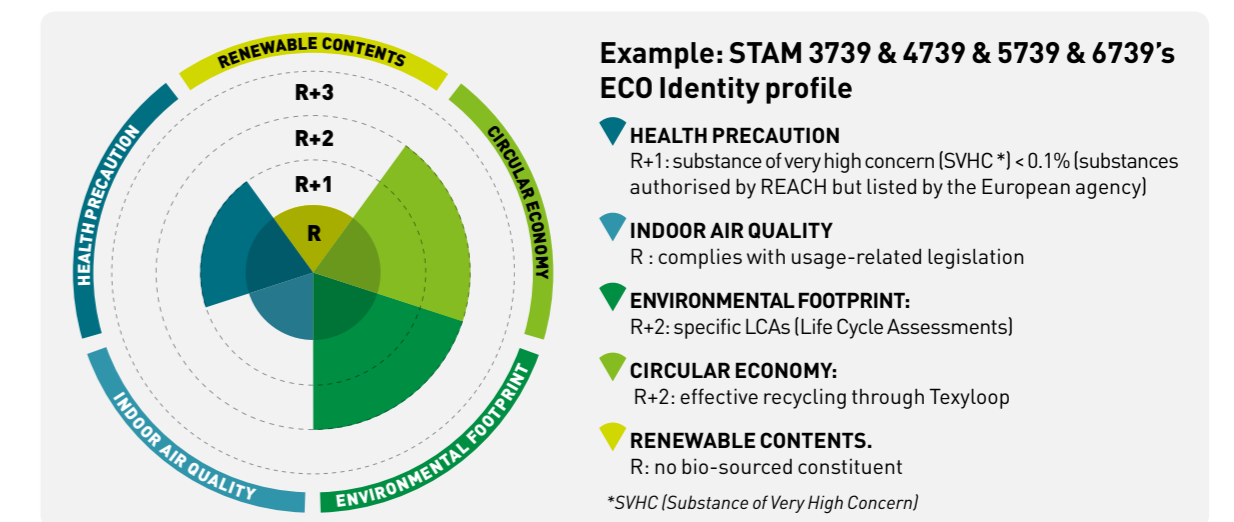 RENEWABLE CONTENTS
HEALTH PRECAUTION
CIRCULAR ECONOMY
INDOOR AIR QUALITY
ENVIRONMENTAL FOOTPRINT
R+3
R+2
R+1
R
Example: STAM 3739 & 4739 & 5739 & 6739's
ECO Identity profile
HEALTH PRECAUTION
R+1: substance of very high concern (SVHC *) < 0.1% (substances
authorised by REACH but listed by the European agency)
INDOOR AIR QUALITY
R : complies with usage-related legislation
ENVIRONMENTAL FOOTPRINT:
R+2: specific LCAs (Life Cycle Assessments)
CIRCULAR ECONOMY:
R+2: effective recycling through Texyloop
RENEWABLE CONTENTS.
R: no bio-sourced constituent
*SVHC (Substance of Very High Concern)